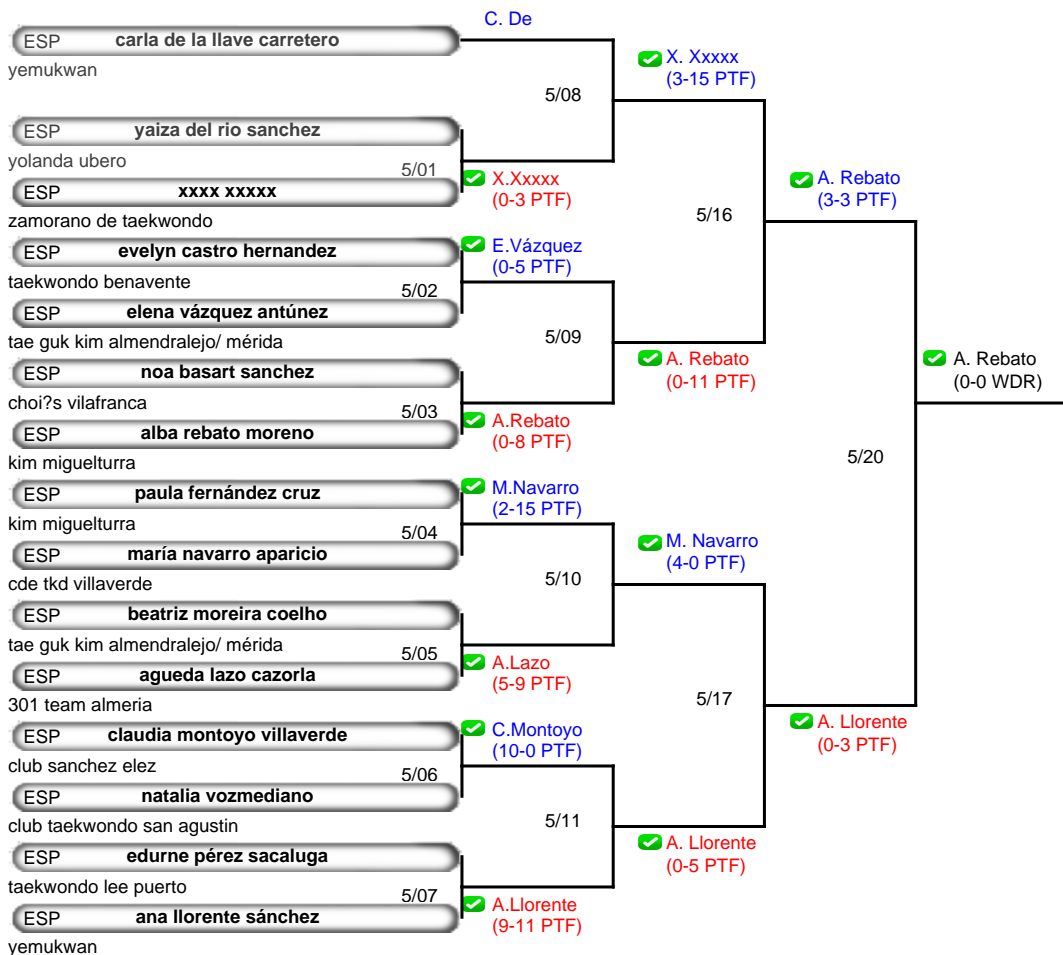 C. De
ESP carla de la llave carretero
yemukwan
X. Xxxxx
(3-15 PTF)
5/08
ESP yaiza del rio sanchez
yolanda ubero
5/01
ESP xxxx xxxxx
zamorano de taekwondo
X.Xxxxx
(0-3 PTF)
A. Rebato
(3-3 PTF)
5/16
ESP evelyn castro hernandez
taekwondo benavente
E.Vázquez
(0-5 PTF)
5/02
ESP elena vázquez antúnez
tae guk kim almendralejo/ mérida
5/09
ESP noa basart sanchez
choi?s vilafranca
A. Rebato
(0-11 PTF)
A. Rebato
(0-0 WDR)
5/03
ESP alba rebato moreno
kim miguelturra
A.Rebato
(0-8 PTF)
5/20
ESP paula fernández cruz
kim miguelturra
M.Navarro
(2-15 PTF)
5/04
ESP maría navarro aparicio
cde tkd villaverde
M. Navarro
(4-0 PTF)
5/10
ESP beatriz moreira coelho
tae guk kim almendralejo/ mérida
5/05
ESP agueda lazo cazorla
301 team almeria
A.Lazo
(5-9 PTF)
5/17
ESP claudia montoyo villaverde
club sanchez elez
C.Montoyo
(10-0 PTF)
A. Llorente
(0-3 PTF)
5/06
ESP natalia vozmediano
club taekwondo san agustin
5/11
ESP edurne pérez sacaluga
taekwondo lee puerto
A. Llorente
(0-5 PTF)
5/07
ESP ana llorente sánchez
yemukwan
A.Llorente
(9-11 PTF)